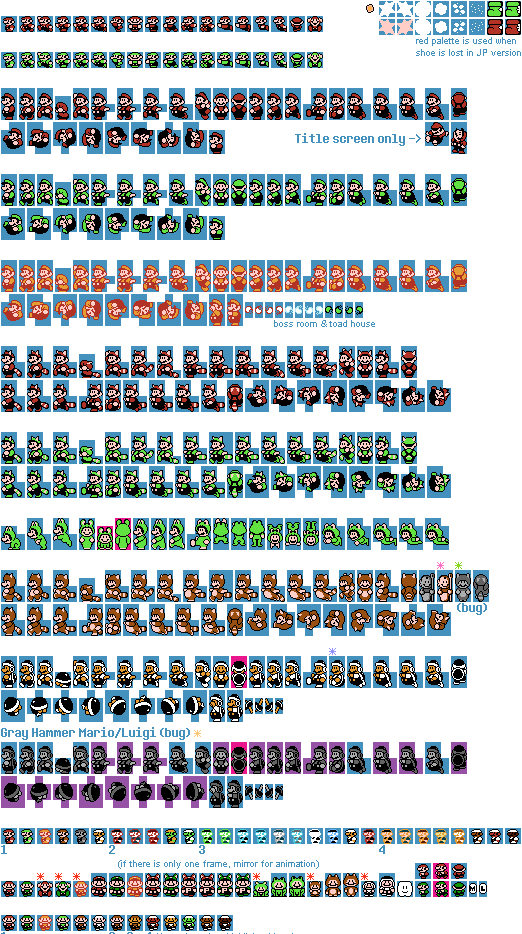 red palette is used when
shoe is lost in JP version
Title screen only ->
boss room & toad house
(bug)
Gray Hammer Mario/Luigi (bug)
1 2 3 4
(if there is only one frame, mirror for animation)
M L